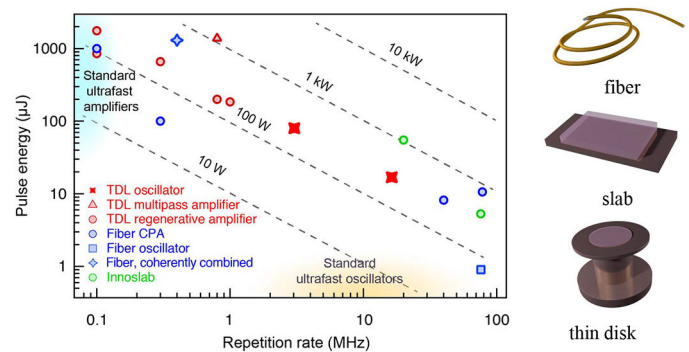 Pulse energy (μJ)
1000
100
10
1
Standard
ultrafast
amplifiers
10 kW
1 kW
100 W
10 W
TDL oscillator
TDL multipass amplifier
TDL regenerative amplifier
Fiber CPA
Fiber oscillator
Fiber, coherently combined
Innoslab
Standard
ultrafast oscillators
0.1
1
10
100
Repetition rate (MHz)
fiber
slab
thin disk